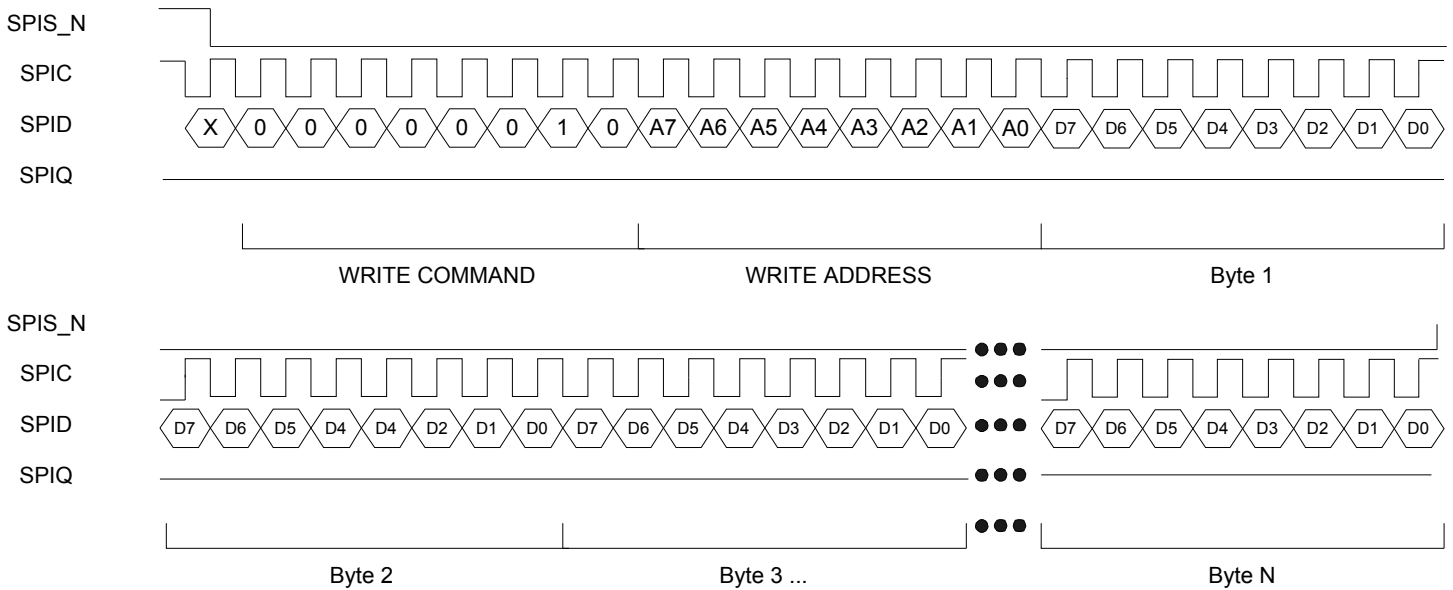 SPIS_N
SPIC
SPID X 0 0 0 0 0 0 1 0 A7 A6 A5 A4 A3 A2 A1 A0 D7 D6 D5 D4 D3 D2 D1 D0
SPIQ
WRITE COMMAND WRITE ADDRESS Byte 1
SPIS_N
SPIC
SPID D7 D6 D5 D4 D4 D2 D1 D0 D7 D6 D5 D4 D3 D2 D1 D0 D7 D6 D5 D4 D3 D2 D1 D0
SPIQ
Byte 2 Byte 3 ... Byte N